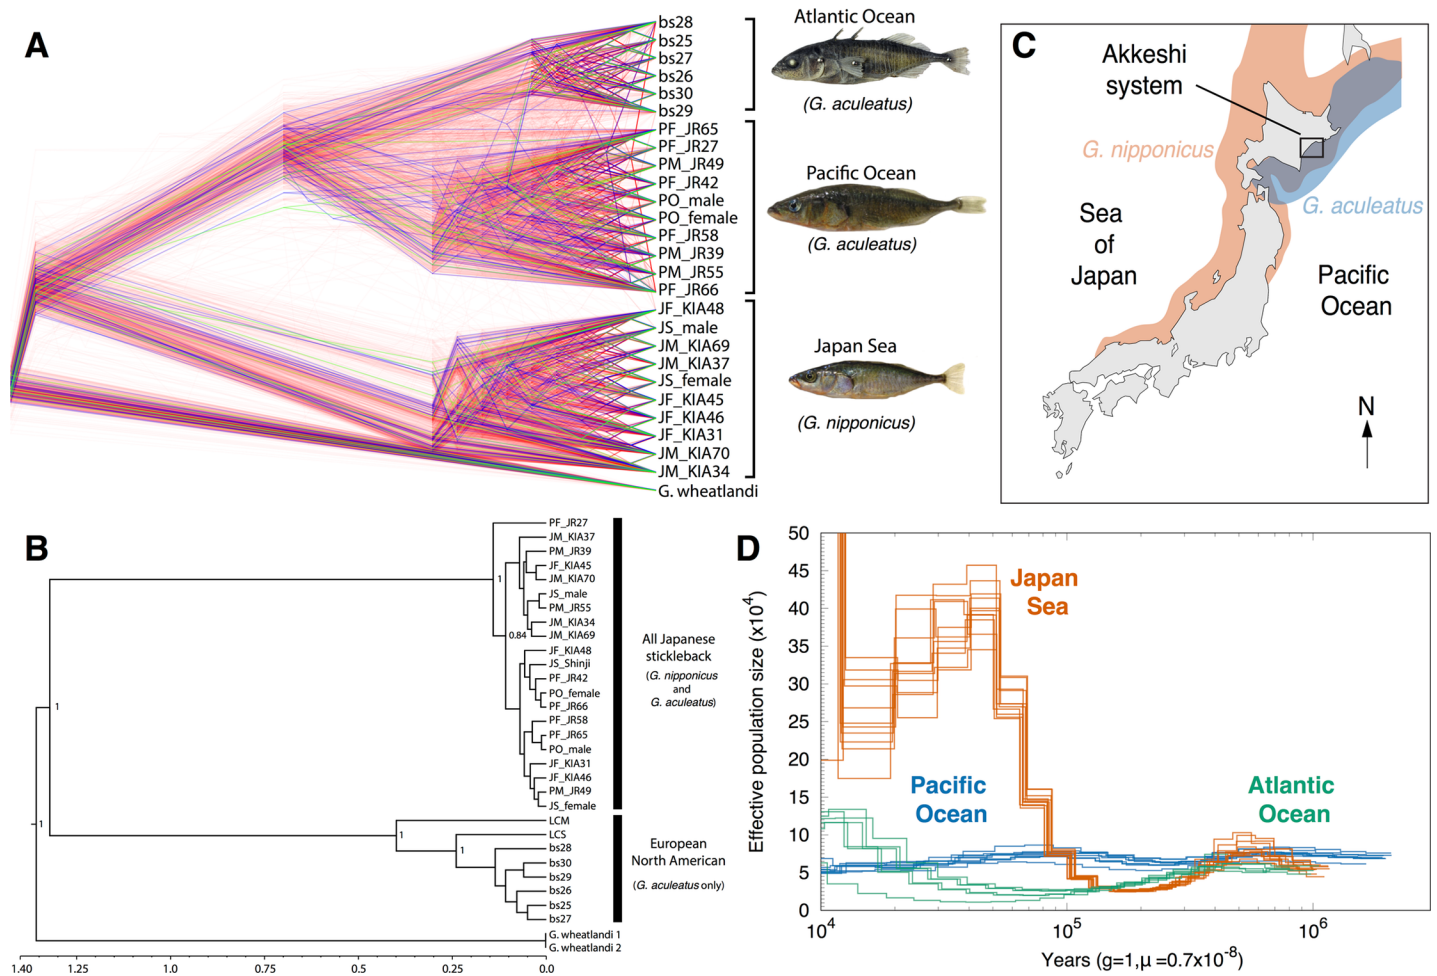 A
bs28
bs25
bs27
bs26
bs30
bs29
PF_JR65
PF_JR27
PM_JR49
PF_JR42
PO_male
PO_female
PF_JR58
PM_JR39
PM_JR55
PF_JR66
JF_KIA48
JS_male
JM_KIA69
JM_KIA37
JS_female
JF_KIA45
JF_KIA46
JF_KIA31
JM_KIA70
JM_KIA34
G. wheatlandi
Atlantic Ocean
(G. aculeatus)
Pacific Ocean
(G. aculeatus)
Japan Sea
(G. nipponicus)
C
Akkeshi
system
G. nipponicus
G. aculeatus
Sea
of
Japan
Pacific
Ocean
N
B
PF_JR27
JM_KIA37
PM_JR39
JF_KIA45
JM_KIA70
JS_male
PM_JR55
JM_KIA34
JM_KIA69
JF_KIA48
JS_Shinji
PF_JR42
PO_female
PF_JR66
PF_JR58
PF_JR65
PO_male
JF_KIA31
JF_KIA46
PM_JR49
JS_female
LCM
LCS
bs28
bs30
bs29
bs26
bs25
bs27
G. wheatlandi 1
G. wheatlandi 2
1
0.84
1
1
1
1
All Japanese
stickleback
(G. nipponicus
and
G. aculeatus)
European
North American
(G. aculeatus only)
1.40 1.25 1.0 0.75 0.50 0.25 0.0
D
Effective population size (x10⁴)
50
45
40
35
30
25
20
15
10
5
0
Japan
Sea
Pacific
Ocean
Atlantic
Ocean
10⁴ 10⁵ 10⁶
Years (g=1,μ =0.7x10⁻⁸)